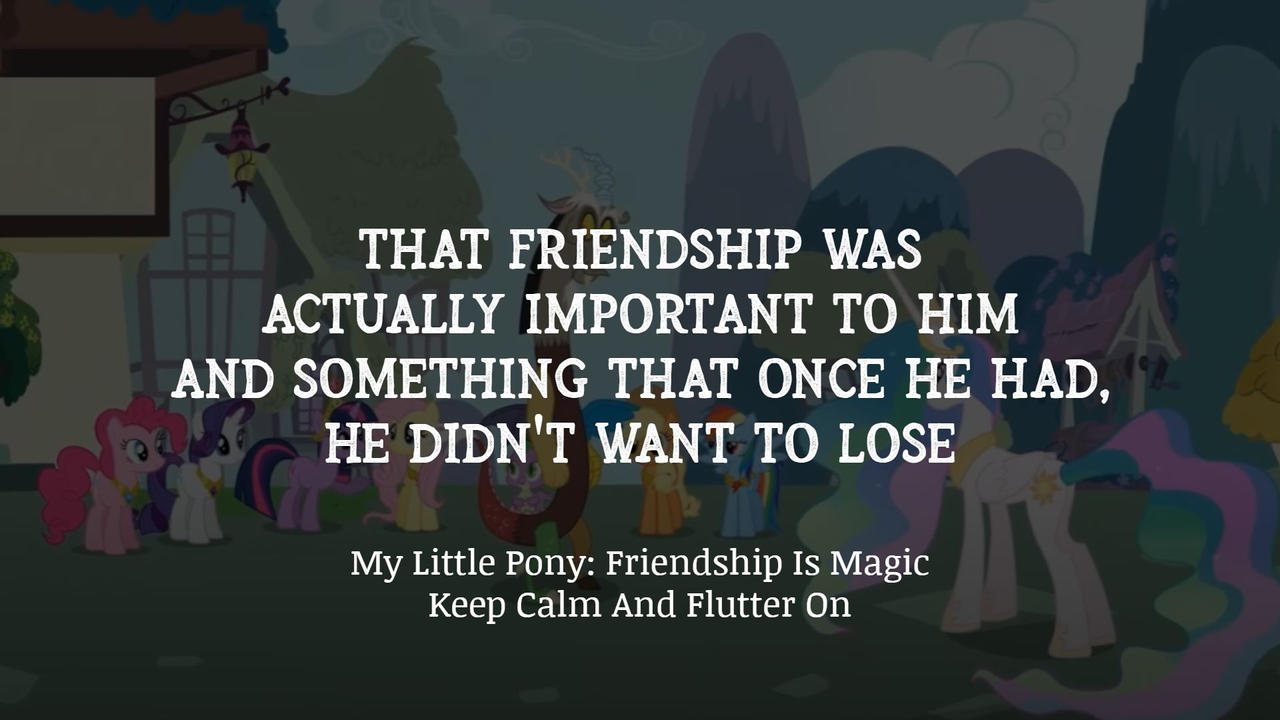 THAT FRIENDSHIP WAS
ACTUALLY IMPORTANT TO HIM
AND SOMETHING THAT ONCE HE HAD,
HE DIDN'T WANT TO LOSE
My Little Pony: Friendship Is Magic
Keep Calm And Flutter On